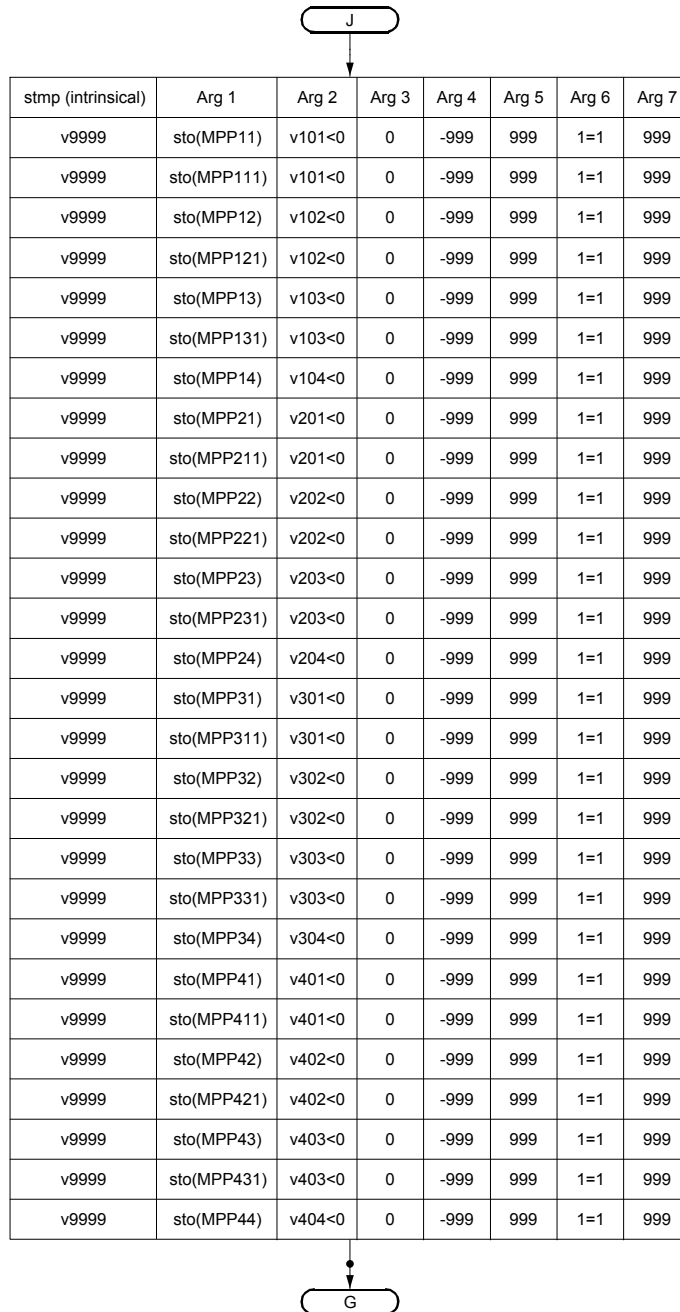 J
stmp (intrinsical) Arg 1 Arg 2 Arg 3 Arg 4 Arg 5 Arg 6 Arg 7
v9999 sto(MPP11) v101<0 0 -999 999 1=1 999
v9999 sto(MPP111) v101<0 0 -999 999 1=1 999
v9999 sto(MPP12) v102<0 0 -999 999 1=1 999
v9999 sto(MPP121) v102<0 0 -999 999 1=1 999
v9999 sto(MPP13) v103<0 0 -999 999 1=1 999
v9999 sto(MPP131) v103<0 0 -999 999 1=1 999
v9999 sto(MPP14) v104<0 0 -999 999 1=1 999
v9999 sto(MPP21) v201<0 0 -999 999 1=1 999
v9999 sto(MPP211) v201<0 0 -999 999 1=1 999
v9999 sto(MPP22) v202<0 0 -999 999 1=1 999
v9999 sto(MPP221) v202<0 0 -999 999 1=1 999
v9999 sto(MPP23) v203<0 0 -999 999 1=1 999
v9999 sto(MPP231) v203<0 0 -999 999 1=1 999
v9999 sto(MPP24) v204<0 0 -999 999 1=1 999
v9999 sto(MPP31) v301<0 0 -999 999 1=1 999
v9999 sto(MPP311) v301<0 0 -999 999 1=1 999
v9999 sto(MPP32) v302<0 0 -999 999 1=1 999
v9999 sto(MPP321) v302<0 0 -999 999 1=1 999
v9999 sto(MPP33) v303<0 0 -999 999 1=1 999
v9999 sto(MPP331) v303<0 0 -999 999 1=1 999
v9999 sto(MPP34) v304<0 0 -999 999 1=1 999
v9999 sto(MPP41) v401<0 0 -999 999 1=1 999
v9999 sto(MPP411) v401<0 0 -999 999 1=1 999
v9999 sto(MPP42) v402<0 0 -999 999 1=1 999
v9999 sto(MPP421) v402<0 0 -999 999 1=1 999
v9999 sto(MPP43) v403<0 0 -999 999 1=1 999
v9999 sto(MPP431) v403<0 0 -999 999 1=1 999
v9999 sto(MPP44) v404<0 0 -999 999 1=1 999
G